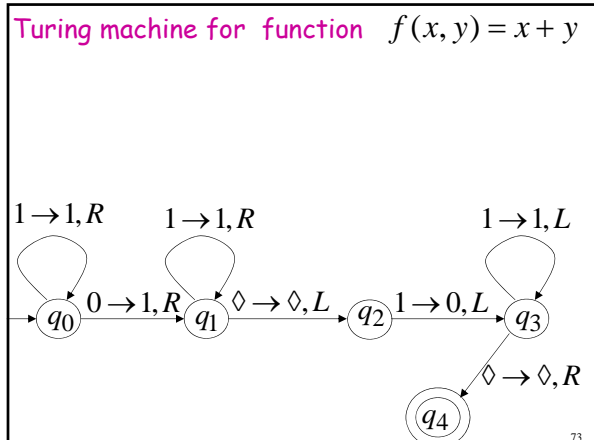 Turing machine for function f(x, y) = x + y
1 → 1, R 1 → 1, R 1 → 1, L
q0 0 → 1, R q1 ◊ → ◊, L q2 1 → 0, L q3
◊ → ◊, R
q4
73